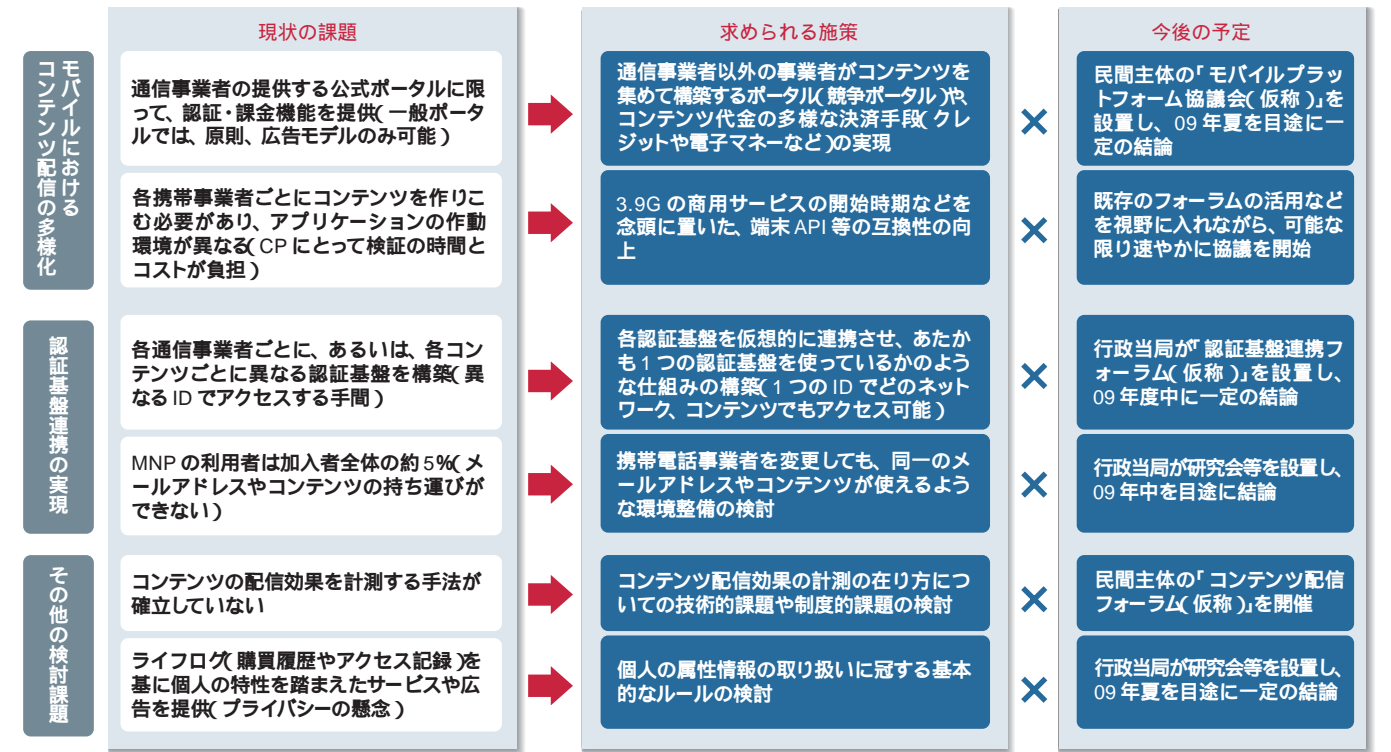 現状の課題
求められる施策
今後の予定
モバイルにおける
コンテンツ配信の多様化
通信事業者の提供する公式ポータルに限
って、認証・課金機能を提供（一般ポータ
ルでは、原則、広告モデルのみ可能）
通信事業者以外の事業者がコンテンツを
集めて構築するポータル（競争ポータル）や、
コンテンツ代金の多様な決済手段（クレ
ジットや電子マネーなど）の実現
×
民間主体の「モバイルプラッ
トフォーム協議会（仮称）」を
設置し、09年夏を目途に一
定の結論
各携帯事業者ごとにコンテンツを作りこ
む必要があり、アプリケーションの作動
環境が異なる（CPにとって検証の時間と
コストが負担）
3.9Gの商用サービスの開始時期などを
念頭に置いた、端末API等の互換性の向
上
×
既存のフォーラムの活用など
を視野に入れながら、可能な
限り速やかに協議を開始
認証基盤連携の実現
各通信事業者ごとに、あるいは、各コン
テンツごとに異なる認証基盤を構築（異
なるIDでアクセスする手間）
各認証基盤を仮想的に連携させ、あたか
も1つの認証基盤を使っているかのよう
な仕組みの構築（1つのIDでどのネット
ワーク、コンテンツでもアクセス可能）
×
行政当局が「認証基盤連携フ
ォーラム（仮称）」を設置し、
09年度中に一定の結論
MNPの利用者は加入者全体の約5%（メ
ールアドレスやコンテンツの持ち運びが
できない）
携帯電話事業者を変更しても、同一のメ
ールアドレスやコンテンツが使えるよう
な環境整備の検討
×
行政当局が研究会等を設置し、
09年中を目途に結論
その他の検討課題
コンテンツの配信効果を計測する手法が
確立していない
コンテンツ配信効果の計測の在り方につ
いての技術的課題や制度的課題の検討
×
民間主体の「コンテンツ配信
フォーラム（仮称）」を開催
ライフログ（購買履歴やアクセス記録）を
基に個人の特性を踏まえたサービスや広
告を提供（プライバシーの懸念）
個人の属性情報の取り扱いに冠する基本
的なルールの検討
×
行政当局が研究会等を設置し、
09年夏を目途に一定の結論